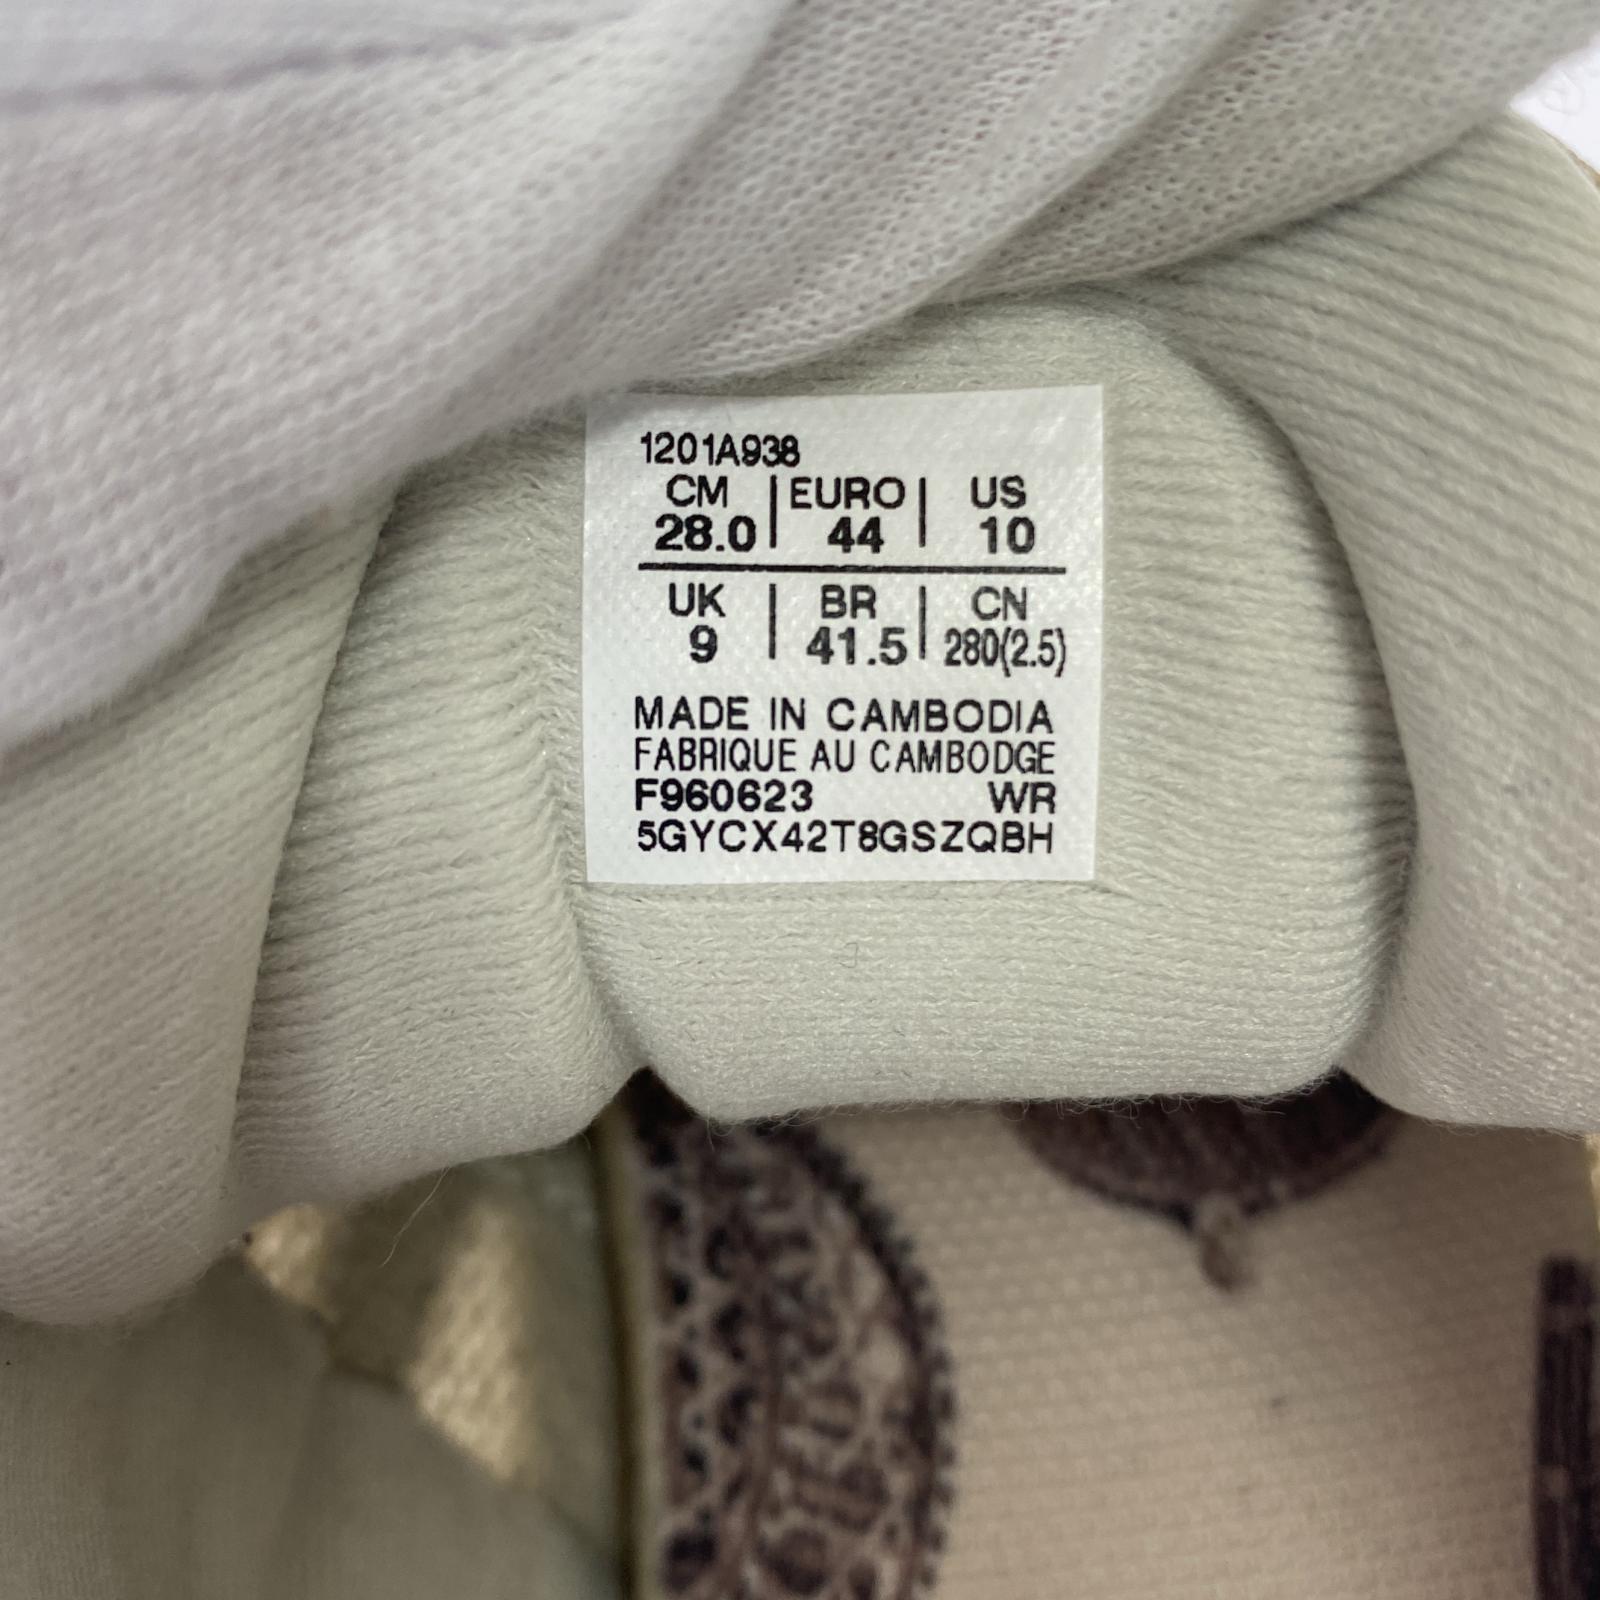 1201A938
CM | EURO | US
28.0 | 44 | 10
UK | BR | CN
9 | 41.5 | 280(2.5)
MADE IN CAMBODIA
FABRIQUE AU CAMBODGE
F960623 WR
5GYCX42T8GSZQBH